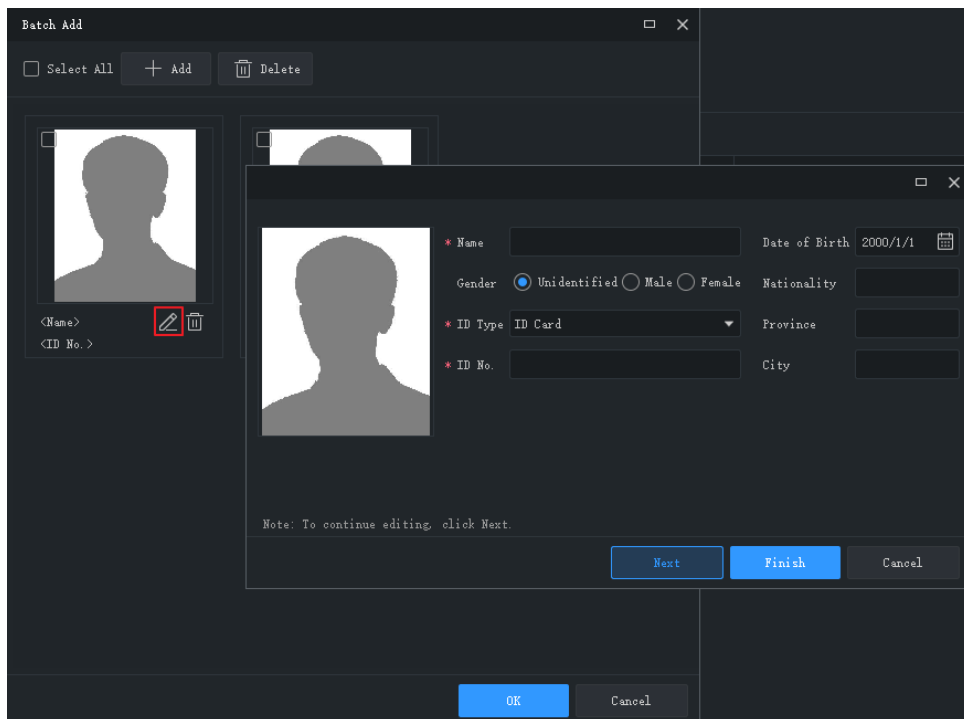 Batch Add
Select All
Add
Delete
<Name>
<ID No.>
* Name
Date of Birth 2000/1/1
Gender Unidentified Male Female
Nationality
* ID Type ID Card
Province
* ID No.
City
Note: To continue editing, click Next.
Next
Finish
Cancel
OK
Cancel